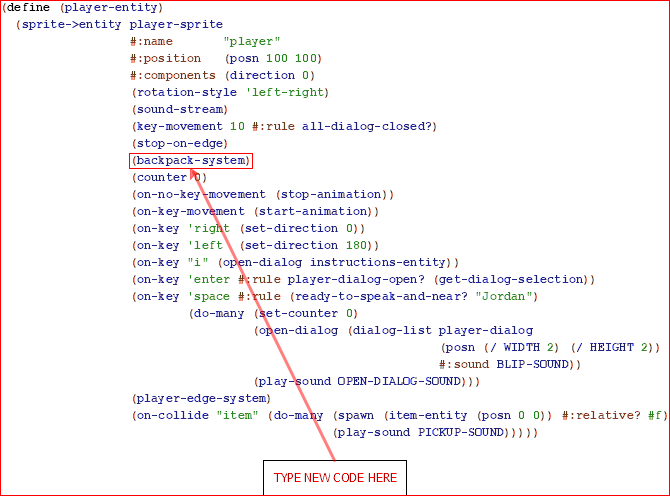 (define (player-entity)
(sprite->entity player-sprite
#:name "player"
#:position (posn 100 100)
#:components (direction 0)
(rotation-style 'left-right)
(sound-stream)
(key-movement 10 #:rule all-dialog-closed?)
(stop-on-edge)
(backpack-system)
(counter 0)
(on-no-key-movement (stop-animation))
(on-key-movement (start-animation))
(on-key 'right (set-direction 0))
(on-key 'left (set-direction 180))
(on-key "i" (open-dialog instructions-entity))
(on-key 'enter #:rule player-dialog-open? (get-dialog-selection))
(on-key 'space #:rule (ready-to-speak-and-near? "Jordan")
(do-many (set-counter 0)
(open-dialog (dialog-list player-dialog
(posn (/ WIDTH 2) (/ HEIGHT 2))
#:sound BLIP-SOUND))
(play-sound OPEN-DIALOG-SOUND)))
(player-edge-system)
(on-collide "item" (do-many (spawn (item-entity (posn 0 0)) #:relative? #f)
(play-sound PICKUP-SOUND)))))
TYPE NEW CODE HERE